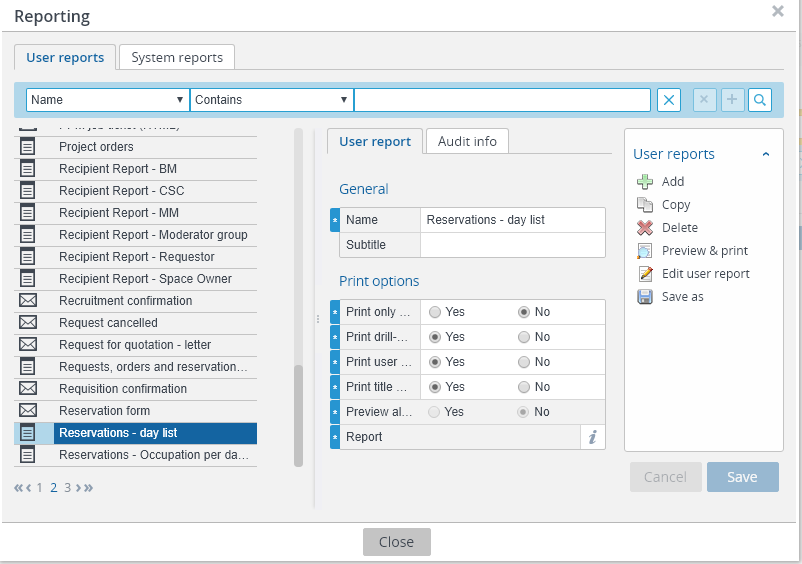 Reporting
User reports
System reports
Name
Contains
Project orders
Recipient Report - BM
Recipient Report - CSC
Recipient Report - MM
Recipient Report - Moderator group
Recipient Report - Requestor
Recipient Report - Space Owner
Recruitment confirmation
Request cancelled
Request for quotation - letter
Requests, orders and reservation...
Requisition confirmation
Reservation form
Reservations - day list
Reservations - Occupation per da...
« ‹ 1 2 3 › »
User report
Audit info
General
* Name Reservations - day list
Subtitle
Print options
* Print only ... Yes No
* Print drill-... Yes No
* Print user ... Yes No
* Print title ... Yes No
* Preview al... Yes No
* Report i
User reports
Add
Copy
Delete
Preview & print
Edit user report
Save as
Cancel
Save
Close